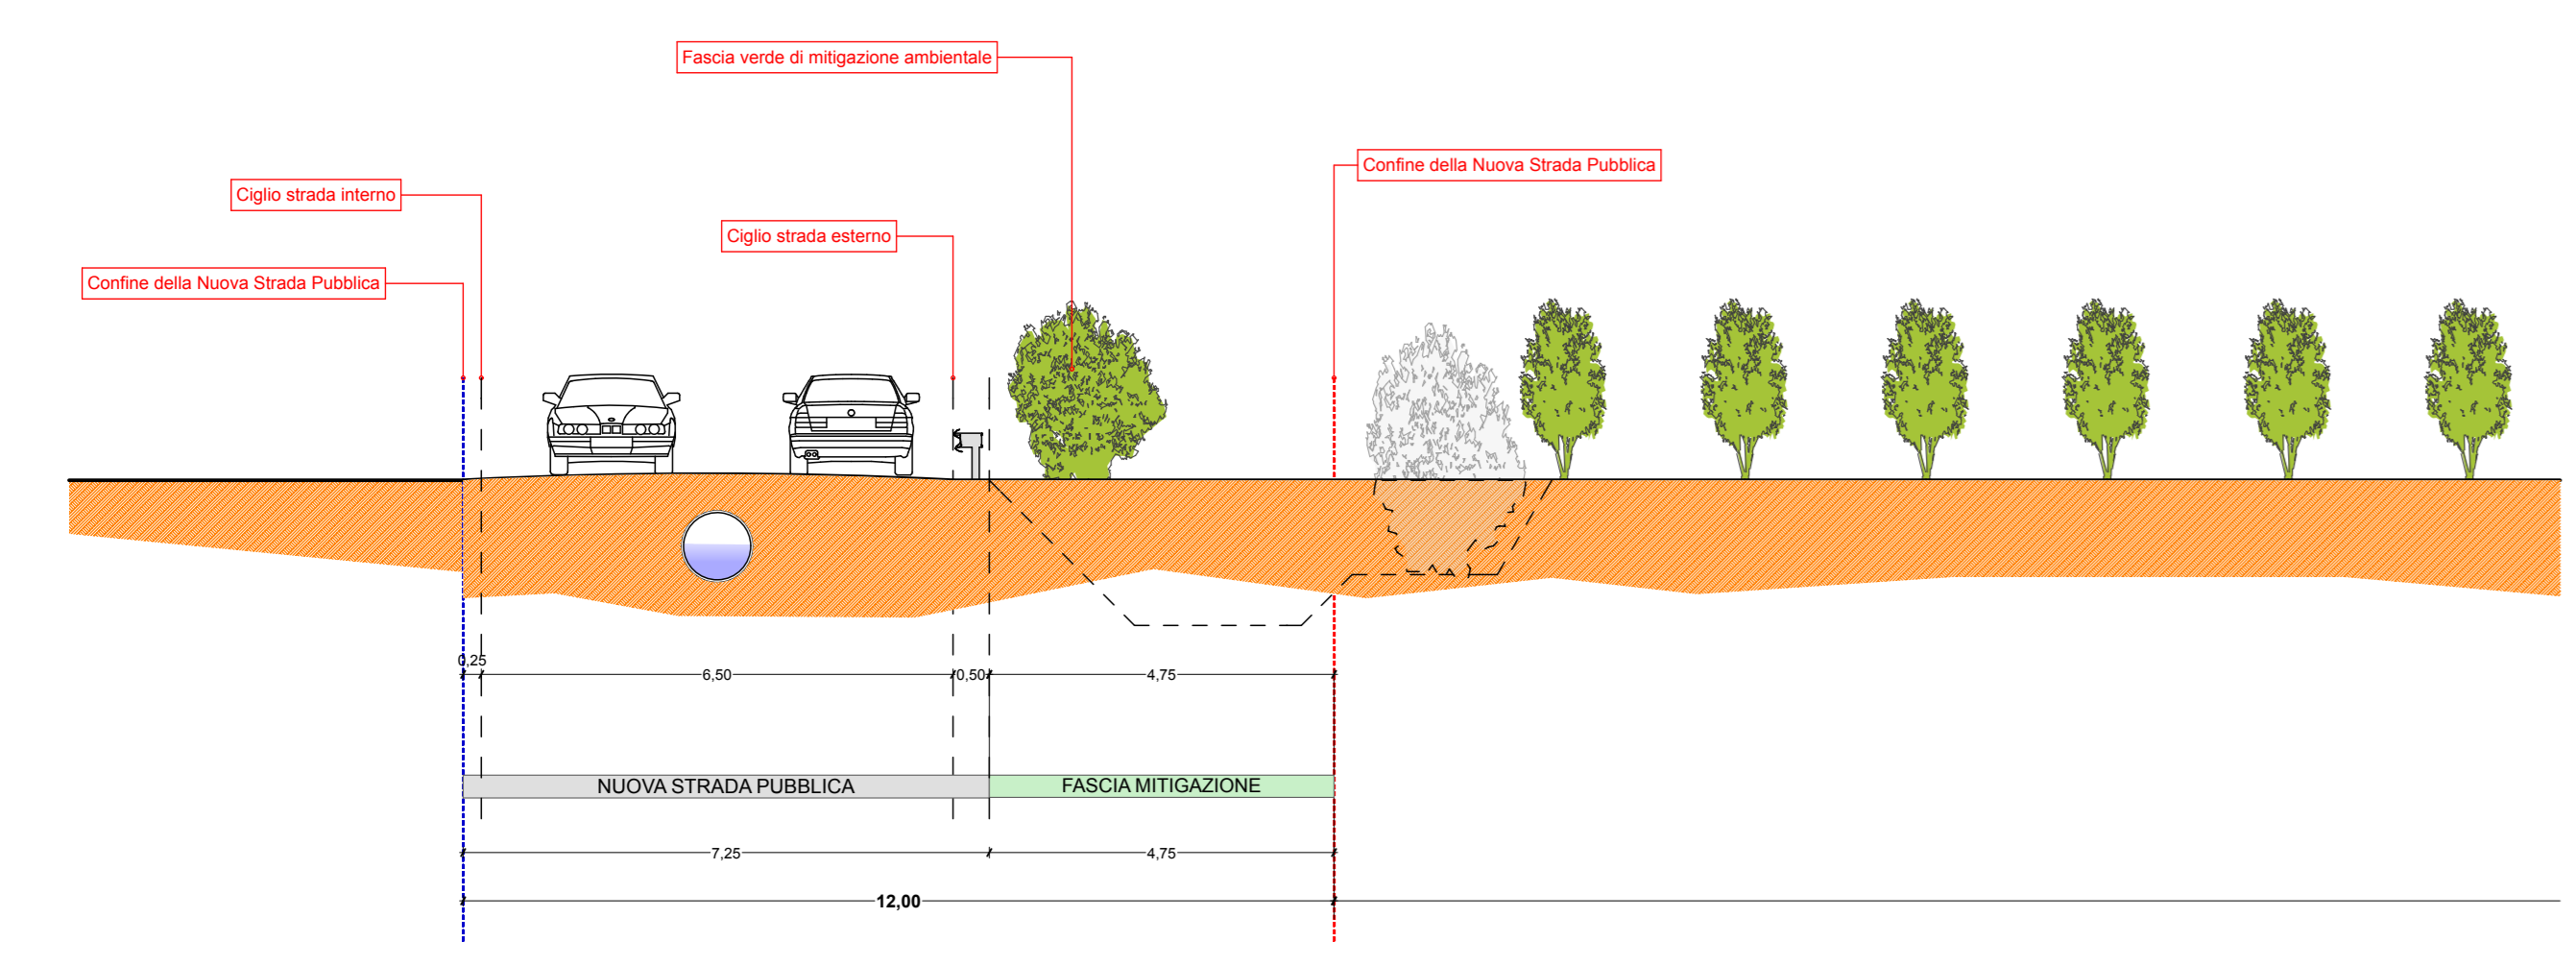 Fascia verde di mitigazione ambientale
Confine della Nuova Strada Pubblica
Ciglio strada interno
Ciglio strada esterno
Confine della Nuova Strada Pubblica
0,25
6,50
0,50
4,75
NUOVA STRADA PUBBLICA
FASCIA MITIGAZIONE
7,25
4,75
12,00